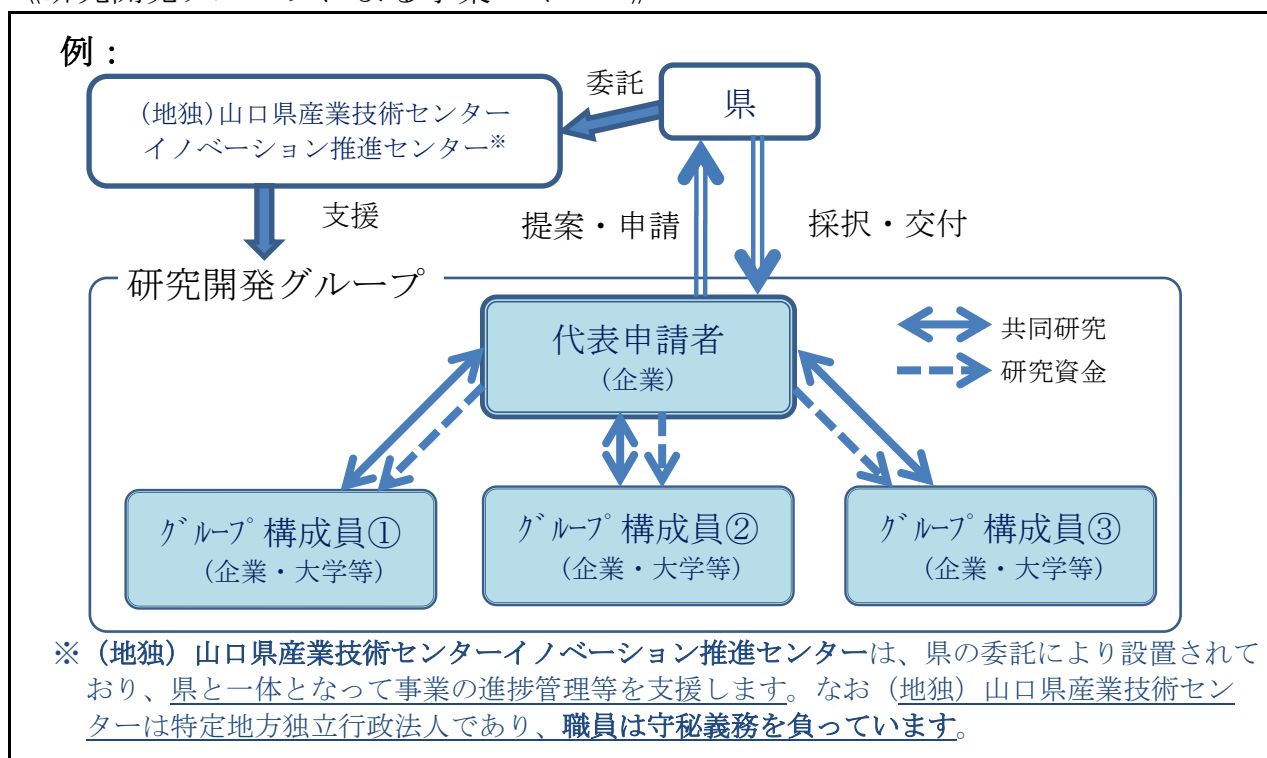 例：
委託
県
(地独)山口県産業技術センター
イノベーション推進センター※
支援
提案・申請
採択・交付
研究開発グループ
代表申請者
(企業)
共同研究
研究資金
ｸﾞﾙｰﾌﾟ構成員①
(企業・大学等)
ｸﾞﾙｰﾌﾟ構成員②
(企業・大学等)
ｸﾞﾙｰﾌﾟ構成員③
(企業・大学等)
※（地独）山口県産業技術センターイノベーション推進センターは、県の委託により設置されて
おり、県と一体となって事業の進捗管理等を支援します。なお（地独）山口県産業技術セン
ターは特定地方独立行政法人であり、職員は守秘義務を負っています。